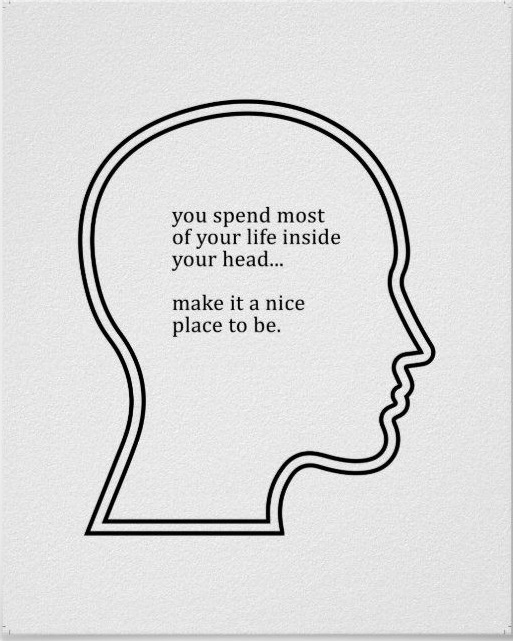 you spend most
of your life inside
your head...
make it a nice
place to be.